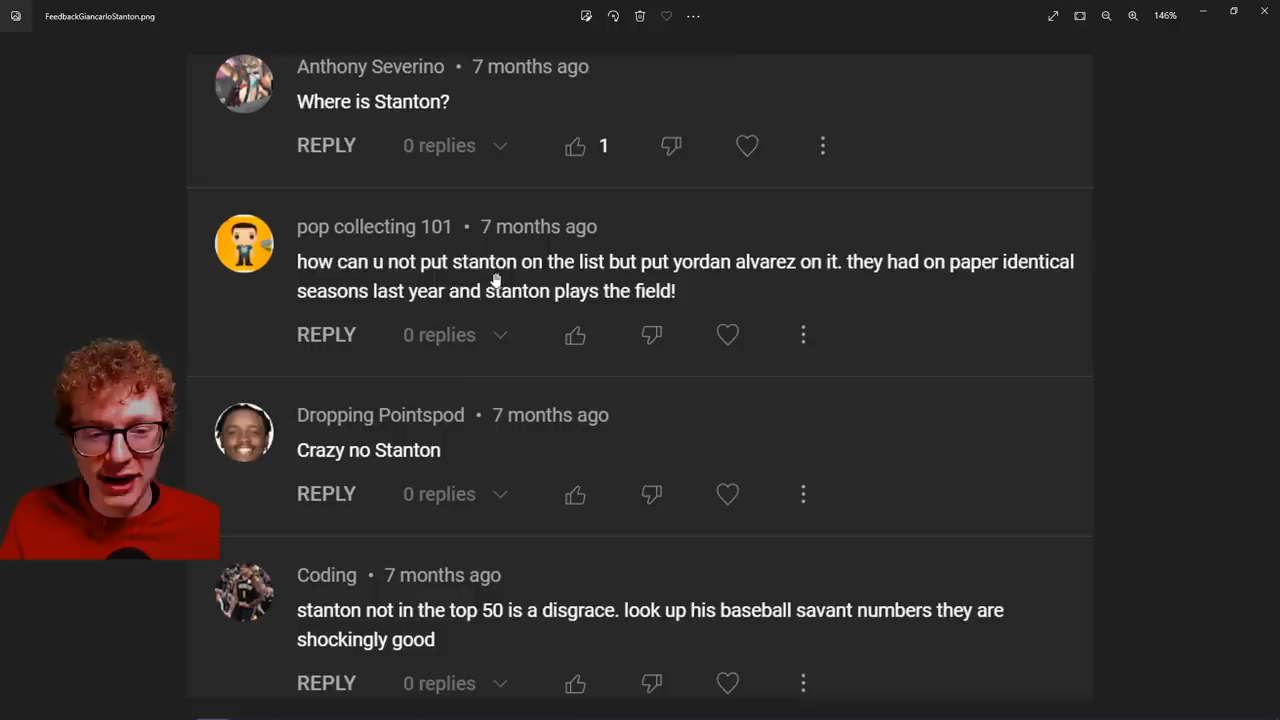 FeedbackGiancarloStanton.png
146%
Anthony Severino • 7 months ago
Where is Stanton?
REPLY 0 replies 1
pop collecting 101 • 7 months ago
how can u not put stanton on the list but put yordan alvarez on it. they had on paper identical
seasons last year and stanton plays the field!
REPLY 0 replies
Dropping Pointspod • 7 months ago
Crazy no Stanton
REPLY 0 replies
Coding • 7 months ago
stanton not in the top 50 is a disgrace. look up his baseball savant numbers they are
shockingly good
REPLY 0 replies